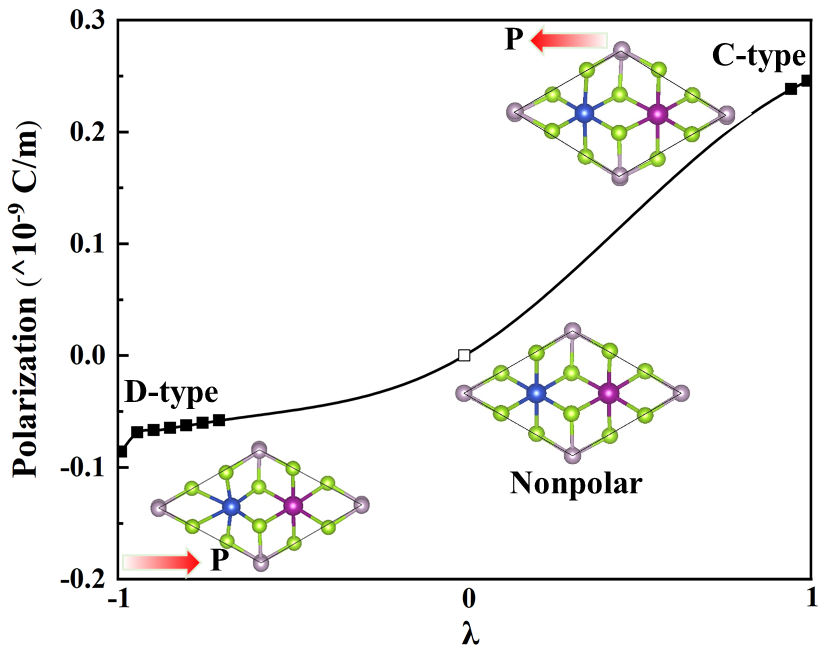 0.3
P
C-type
0.2
0.1
Polarization (^10⁻⁹ C/m)
0.0
D-type
Nonpolar
-0.1
P
-0.2
-1
0
1
λ